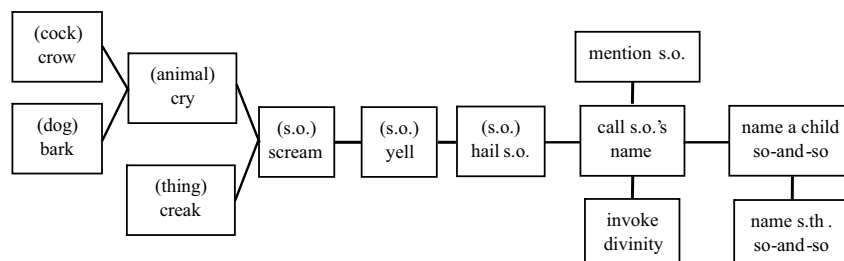 (cock)
crow
(dog)
bark
(animal)
cry
(thing)
creak
(s.o.)
scream
(s.o.)
yell
(s.o.)
hail s.o.
mention s.o.
call s.o.'s
name
invoke
divinity
name a child
so-and-so
name s.th .
so-and-so